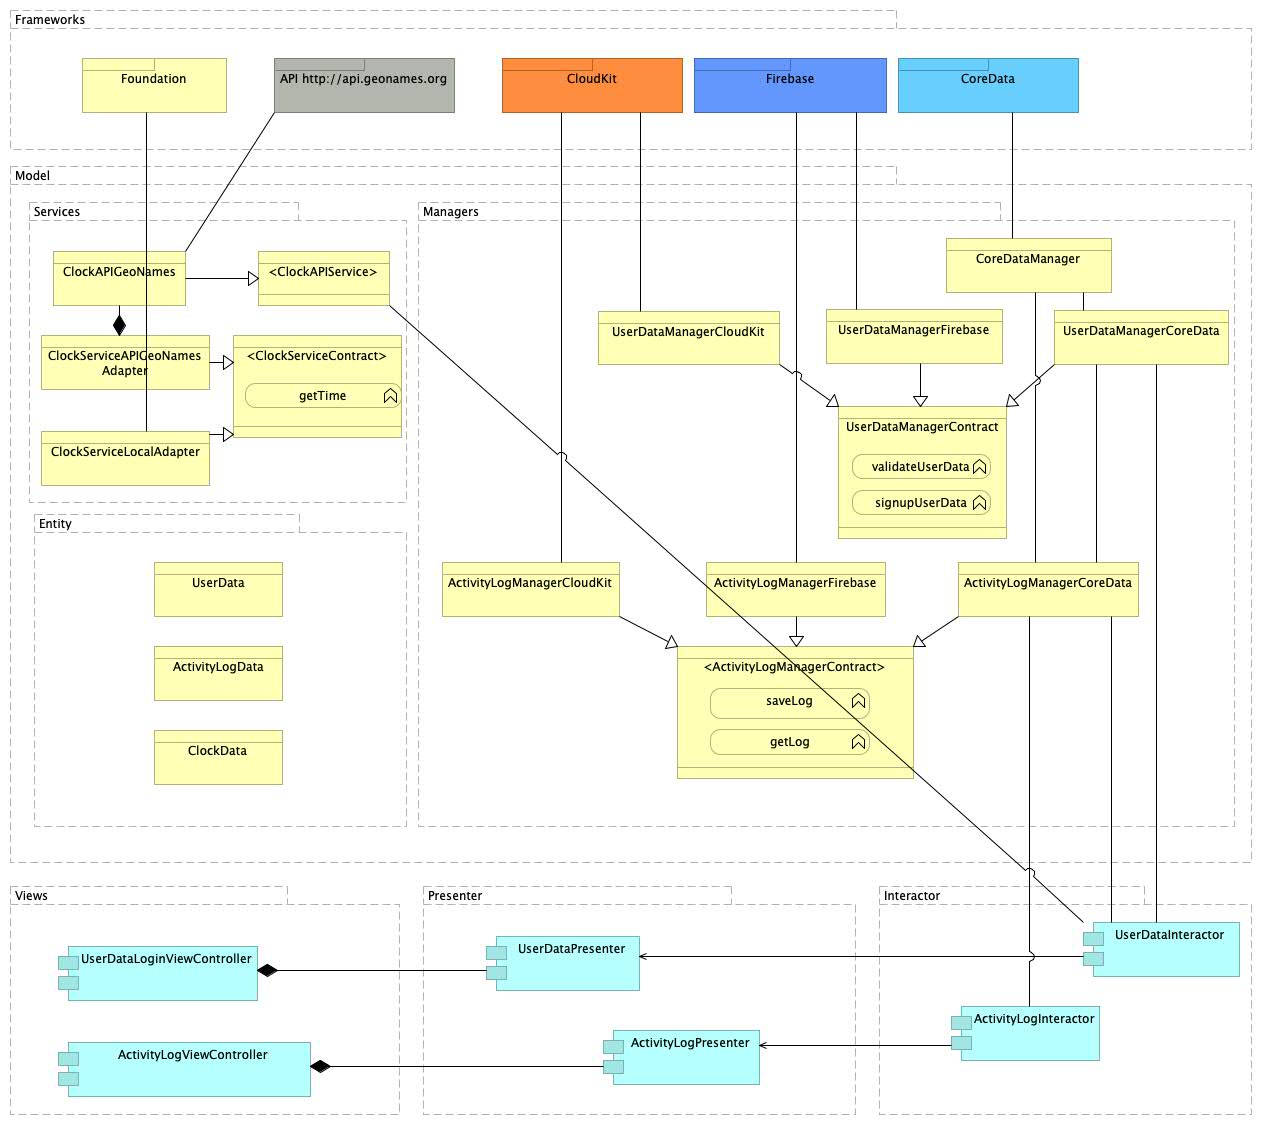 Frameworks
Foundation
API http://api.geonames.org
CloudKit
Firebase
CoreData
Model
Services
Managers
ClockAPIGeoNames
<ClockAPIService>
CoreDataManager
UserDataManagerCloudKit
UserDataManagerFirebase
UserDataManagerCoreData
ClockServiceAPIGeoNames
Adapter
<ClockServiceContract>
getTime
ClockServiceLocalAdapter
UserDataManagerContract
validateUserData
signupUserData
Entity
UserData
ActivityLogData
ClockData
ActivityLogManagerCloudKit
ActivityLogManagerFirebase
ActivityLogManagerCoreData
<ActivityLogManagerContract>
saveLog
getLog
Views
Presenter
Interactor
UserDataLoginViewController
UserDataPresenter
UserDataInteractor
ActivityLogViewController
ActivityLogPresenter
ActivityLogInteractor